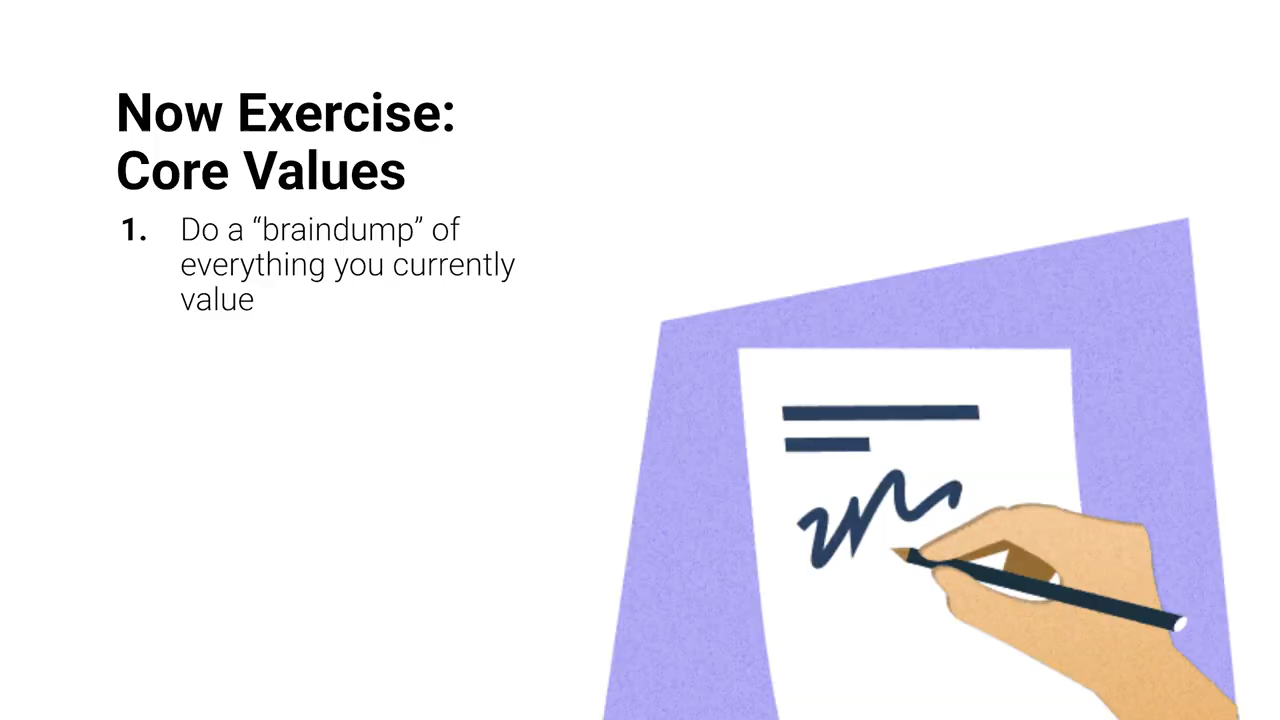 Now Exercise:
Core Values
1. Do a “braindump” of
everything you currently
value